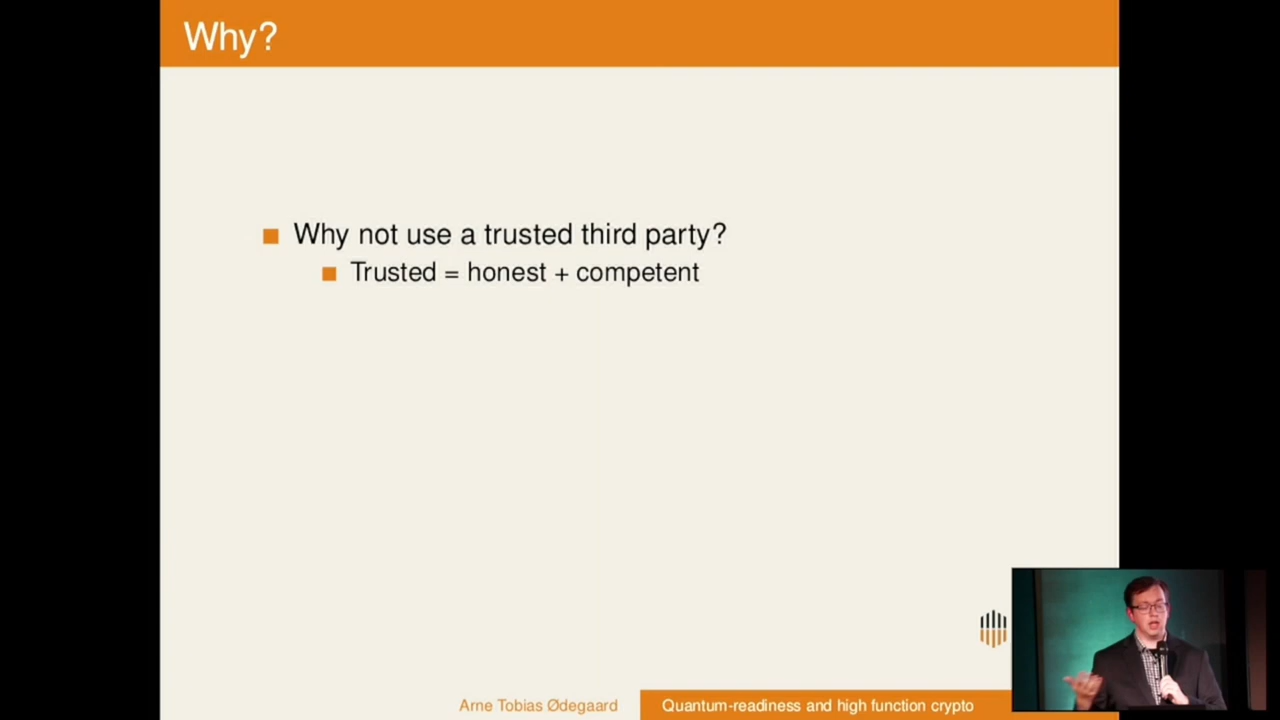 Why?
Why not use a trusted third party?
Trusted = honest + competent
Arne Tobias Ødegaard
Quantum-readiness and high function crypto